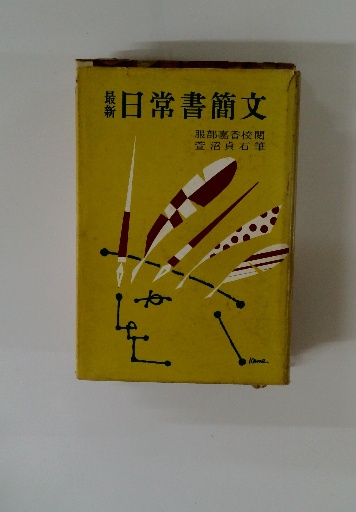 最新 日常書簡文
服部嘉香校閲
萱沼貞石筆